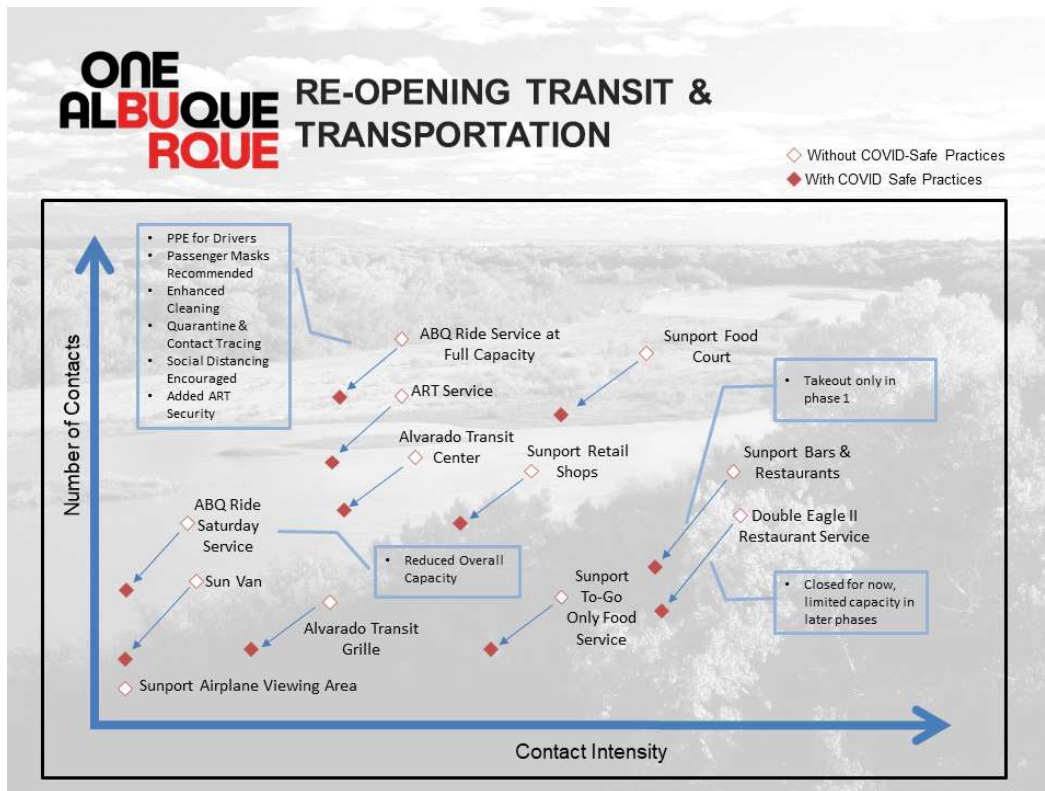 ONE
ALBUQUE
RQUE
RE-OPENING TRANSIT &
TRANSPORTATION
Without COVID-Safe Practices
With COVID Safe Practices
• PPE for Drivers
• Passenger Masks
Recommended
• Enhanced
Cleaning
• Quarantine &
Contact Tracing
• Social Distancing
Encouraged
• Added ART
Security
Number of Contacts
ABQ Ride Service at
Full Capacity
Sunport Food
Court
ART Service
• Takeout only in
phase 1
Alvarado Transit
Center
Sunport Retail
Shops
Sunport Bars &
Restaurants
ABQ Ride
Saturday
Service
Double Eagle II
Restaurant Service
• Reduced Overall
Capacity
Sun Van
Sunport
To-Go
Only Food
Service
• Closed for now,
limited capacity in
later phases
Alvarado Transit
Grille
Sunport Airplane Viewing Area
Contact Intensity